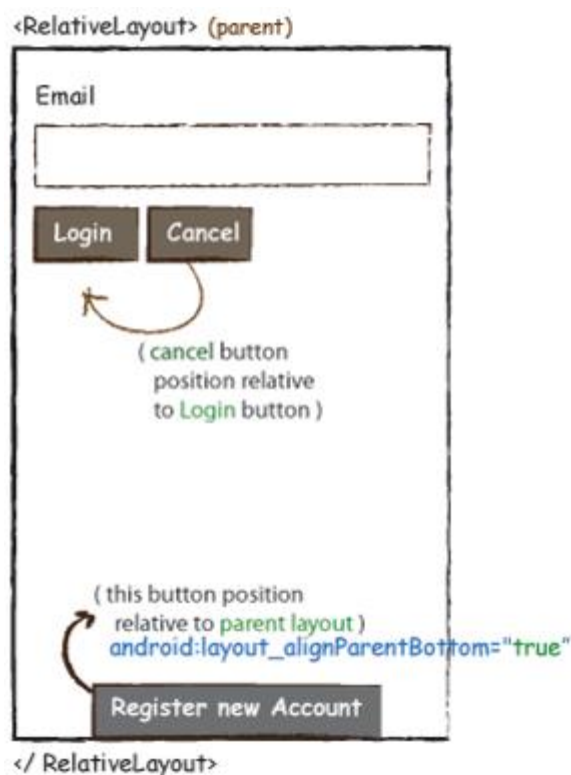 <RelativeLayout> (parent)
Email
Login
Cancel
( cancel button
position relative
to Login button )
( this button position
relative to parent layout )
android:layout_alignParentBottom="true"
Register new Account
</ RelativeLayout>